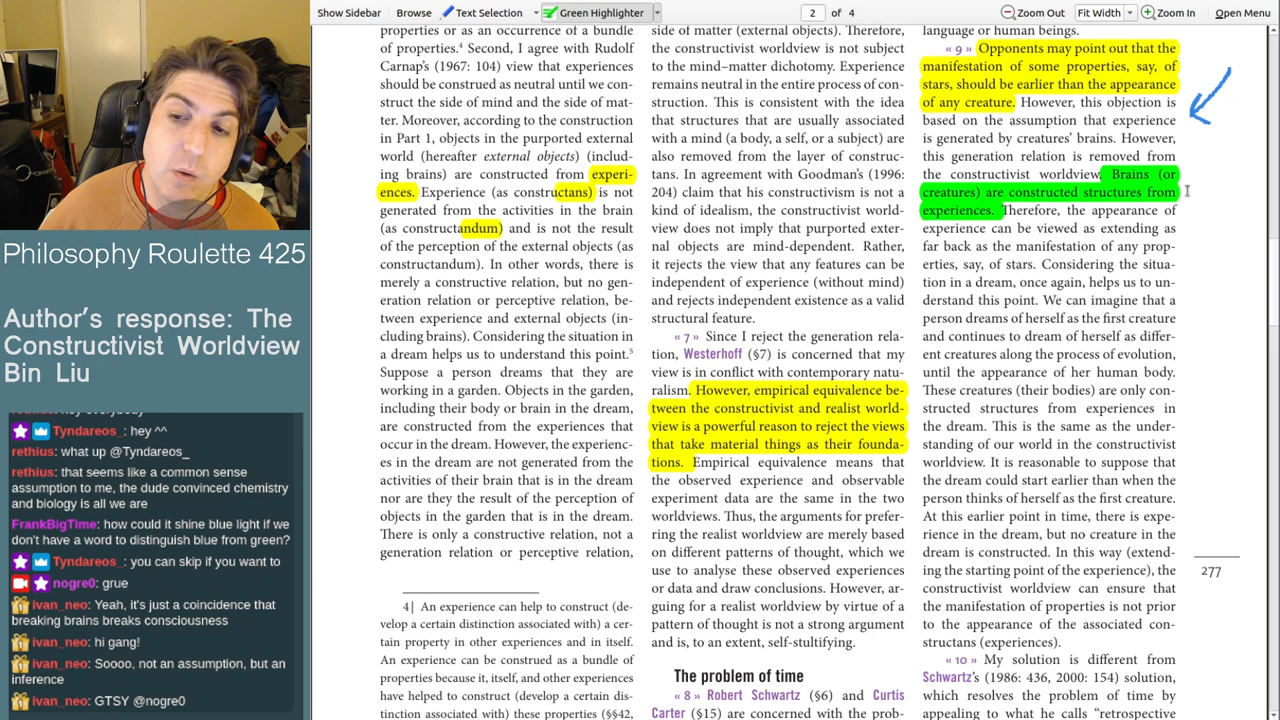 Show Sidebar Browse Text Selection Green Highlighter 2 of 4 Zoom Out Fit Width Zoom In Open Menu
Philosophy Roulette 425
Author's response: The
Constructivist Worldview
Bin Liu
Tyndareos_: hey ^^
rethius: what up @Tyndareos_
rethius: that seems like a common sense
assumption to me, the dude convinced chemistry
and biology is all we are
FrankBigTime: how could it shine blue light if we
don't have a word to distinguish blue from green?
Tyndareos_: you can skip if you want to
nogre0: grue
ivan_neo: Yeah, it's just a coincidence that
breaking brains breaks consciousness
ivan_neo: hi gang!
ivan_neo: Soooo, not an assumption, but an
inference
ivan_neo: GTSY @nogre0
properties or as an occurrence of a bundle
of properties.4 Second, I agree with Rudolf
Carnap's (1967: 104) view that experiences
should be construed as neutral until we con-
struct the side of mind and the side of mat-
ter. Moreover, according to the construction
in Part 1, objects in the purported external
world (hereafter external objects) (includ-
ing brains) are constructed from experi-
ences. Experience (as constructans) is not
generated from the activities in the brain
(as constructandum) and is not the result
of the perception of the external objects (as
constructandum). In other words, there is
merely a constructive relation, but no gen-
eration relation or perceptive relation, be-
tween experience and external objects (in-
cluding brains). Considering the situation in
a dream helps us to understand this point.5
Suppose a person dreams that they are
working in a garden. Objects in the garden,
including their body or brain in the dream,
are constructed from the experiences that
occur in the dream. However, the experienc-
es in the dream are not generated from the
activities of their brain that is in the dream
nor are they the result of the perception of
objects in the garden that is in the dream.
There is only a constructive relation, not a
generation relation or perceptive relation,
4| An experience can help to construct (de-
velop a certain distinction associated with) a cer-
tain property in other experiences and in itself.
An experience can be construed as a bundle of
properties because it, itself, and other experiences
have helped to construct (develop a certain dis-
tinction associated with) these properties (§§42,
side of matter (external objects). Therefore,
the constructivist worldview is not subject
to the mind–matter dichotomy. Experience
remains neutral in the entire process of con-
struction. This is consistent with the idea
that structures that are usually associated
with a mind (a body, a self, or a subject) are
also removed from the layer of construc-
tans. In agreement with Goodman's (1996:
204) claim that his constructivism is not a
kind of idealism, the constructivist world-
view does not imply that purported exter-
nal objects are mind-dependent. Rather,
it rejects the view that any features can be
independent of experience (without mind)
and rejects independent existence as a valid
structural feature.
« 7 » Since I reject the generation rela-
tion, Westerhoff (§7) is concerned that my
view is in conflict with contemporary natu-
ralism. However, empirical equivalence be-
tween the constructivist and realist world-
view is a powerful reason to reject the views
that take material things as their founda-
tions. Empirical equivalence means that
the observed experience and observable
experiment data are the same in the two
worldviews. Thus, the arguments for prefer-
ring the realist worldview are merely based
on different patterns of thought, which we
use to analyse these observed experiences
or data and draw conclusions. However, ar-
guing for a realist worldview by virtue of a
pattern of thought is not a strong argument
and is, to an extent, self-stultifying.
The problem of time
« 8 » Robert Schwartz (§6) and Curtis
Carter (§15) are concerned with the prob-
language or human beings.
« 9 » Opponents may point out that the
manifestation of some properties, say, of
stars, should be earlier than the appearance
of any creature. However, this objection is
based on the assumption that experience
is generated by creatures' brains. However,
this generation relation is removed from
the constructivist worldview. Brains (or
creatures) are constructed structures from
experiences. Therefore, the appearance of
experience can be viewed as extending as
far back as the manifestation of any prop-
erties, say, of stars. Considering the situa-
tion in a dream, once again, helps us to un-
derstand this point. We can imagine that a
person dreams of herself as the first creature
and continues to dream of herself as differ-
ent creatures along the process of evolution,
until the appearance of her human body.
These creatures (their bodies) are only con-
structed structures from experiences in
the dream. This is the same as the under-
standing of our world in the constructivist
worldview. It is reasonable to suppose that
the dream could start earlier than when the
person thinks of herself as the first creature.
At this earlier point in time, there is expe-
rience in the dream, but no creature in the
dream is constructed. In this way (extend-
ing the starting point of the experience), the
constructivist worldview can ensure that
the manifestation of properties is not prior
to the appearance of the associated con-
structans (experiences).
« 10 » My solution is different from
Schwartz's (1986: 436, 2000: 154) solution,
which resolves the problem of time by
appealing to what he calls “retrospective
277